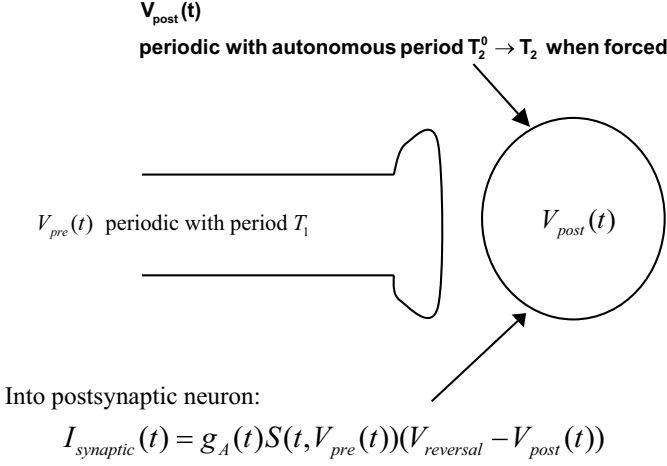 V_post(t)
periodic with autonomous period T_2^0 → T_2 when forced
V_pre(t) periodic with period T_1
V_post(t)
Into postsynaptic neuron:
I_synaptic(t) = g_A(t)S(t,V_pre(t))(V_reversal − V_post(t))